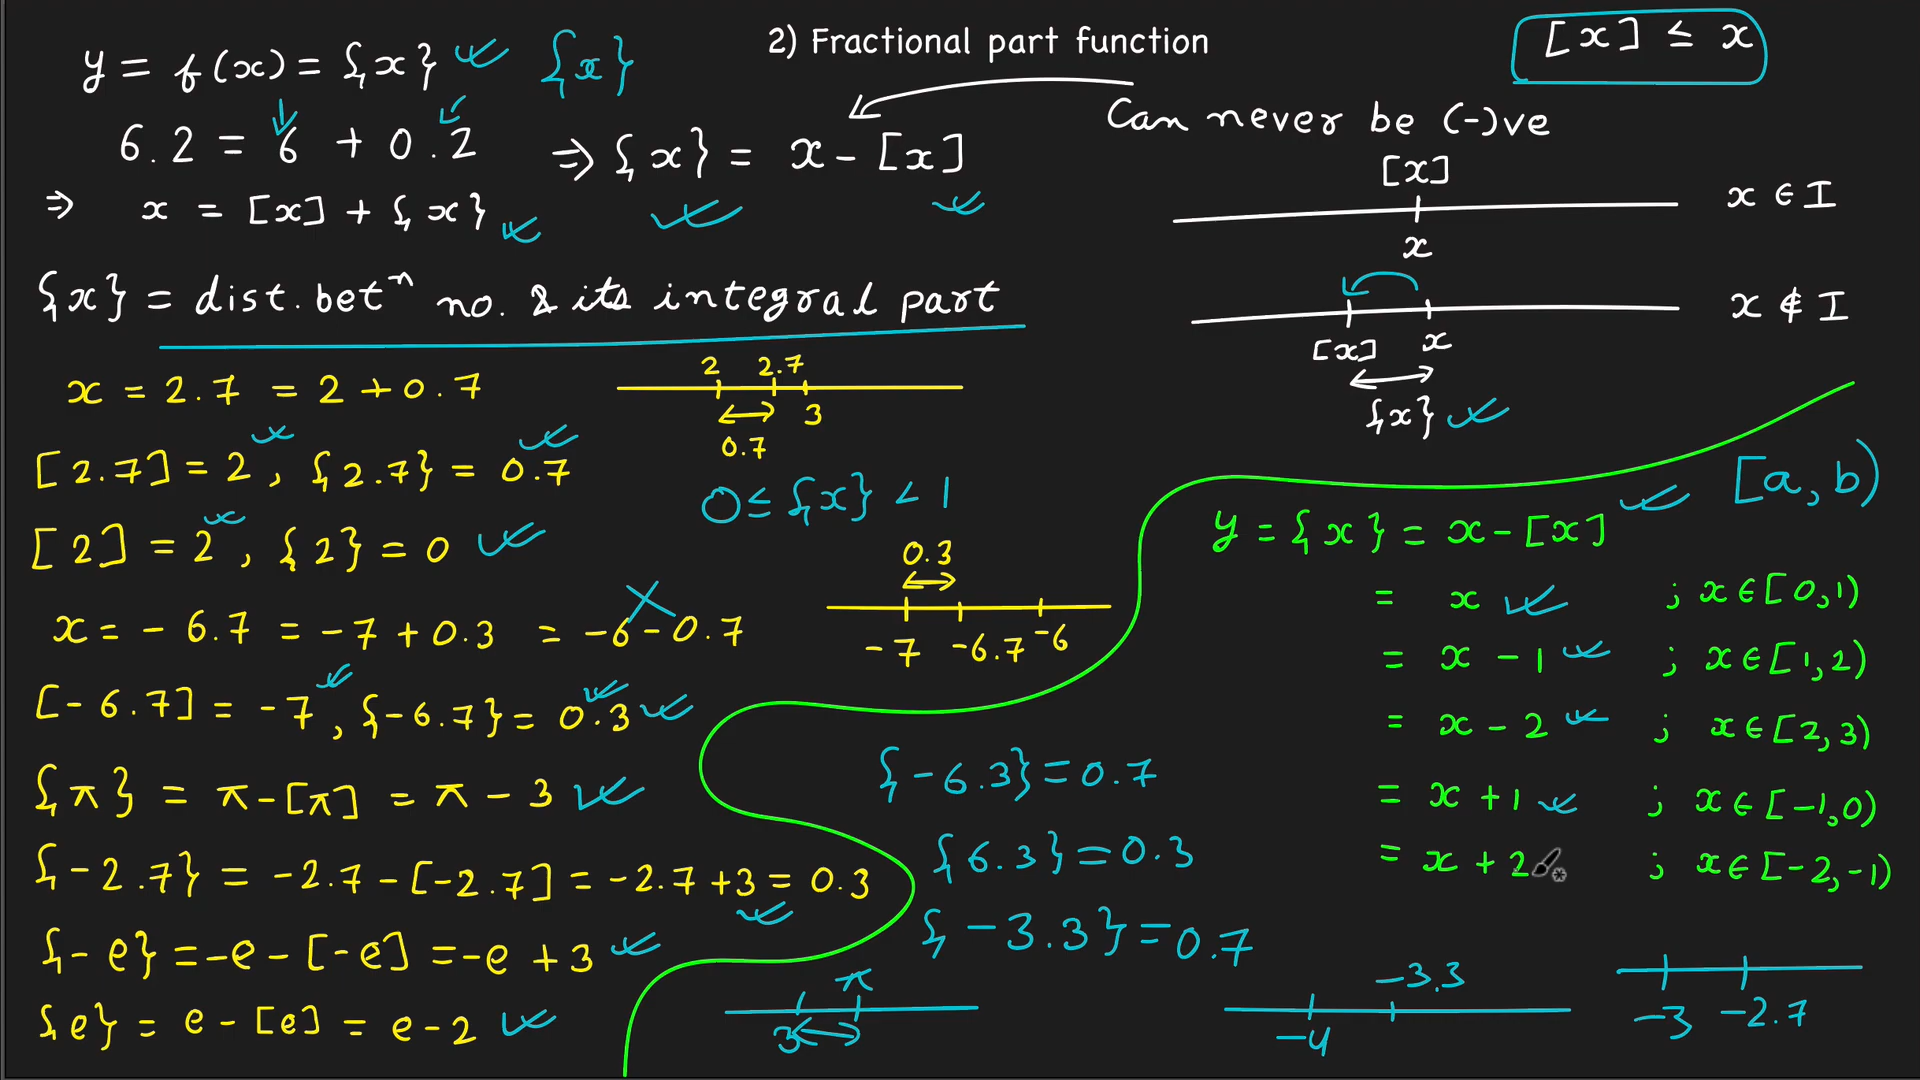 2) Fractional part function
[x] ≤ x
y = f(x) = {x} {x}
Can never be (-)ve
6.2 = 6 + 0.2 ⇒ {x} = x - [x]
⇒ x = [x] + {x}
[x]
x ∈ I
x
{x} = dist. betⁿ no. & its integral part
x ∉ I
[x] x
{x}
x = 2.7 = 2 + 0.7
2 2.7
3
0.7
[2.7] = 2, {2.7} = 0.7
0 ≤ {x} < 1
[2] = 2, {2} = 0
0.3
x = -6.7 = -7 + 0.3 = -6 - 0.7
-7 -6.7 -6
[-6.7] = -7, {-6.7} = 0.3
{π} = π - [π] = π - 3
{-2.7} = -2.7 - [-2.7] = -2.7 + 3 = 0.3
{-e} = -e - [-e] = -e + 3
{e} = e - [e] = e - 2
[a, b)
y = {x} = x - [x]
= x ; x ∈ [0, 1)
= x - 1 ; x ∈ [1, 2)
= x - 2 ; x ∈ [2, 3)
= x + 1 ; x ∈ [-1, 0)
= x + 2 ; x ∈ [-2, -1)
{-6.3} = 0.7
{6.3} = 0.3
{-3.3} = 0.7
π
3
-3.3
-4
-3 -2.7